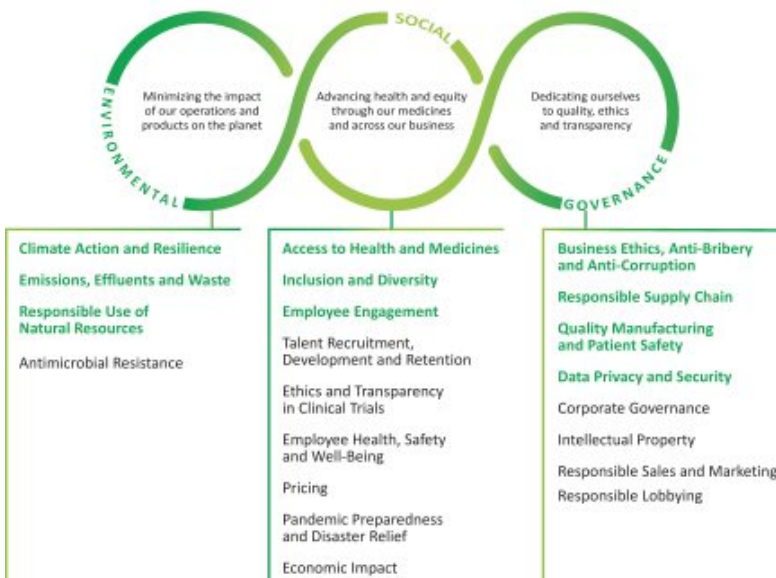 ENVIRONMENTAL
Minimizing the impact
of our operations and
products on the planet
SOCIAL
Advancing health and equity
through our medicines
and across our business
GOVERNANCE
Dedicating ourselves
to quality, ethics
and transparency
Climate Action and Resilience
Emissions, Effluents and Waste
Responsible Use of
Natural Resources
Antimicrobial Resistance
Access to Health and Medicines
Inclusion and Diversity
Employee Engagement
Talent Recruitment,
Development and Retention
Ethics and Transparency
in Clinical Trials
Employee Health, Safety
and Well-Being
Pricing
Pandemic Preparedness
and Disaster Relief
Economic Impact
Business Ethics, Anti-Bribery
and Anti-Corruption
Responsible Supply Chain
Quality Manufacturing
and Patient Safety
Data Privacy and Security
Corporate Governance
Intellectual Property
Responsible Sales and Marketing
Responsible Lobbying